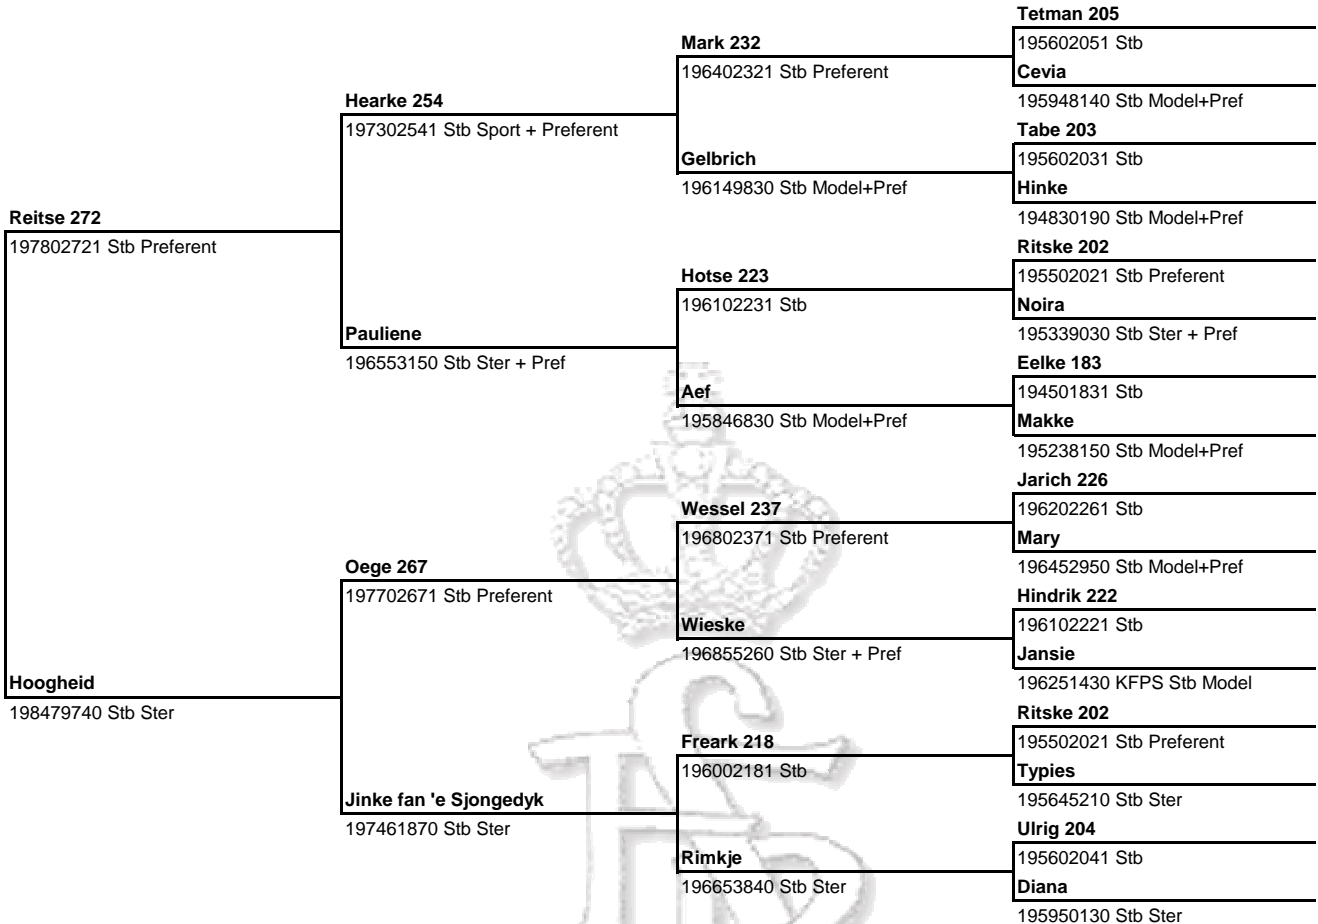 Tetman 205
Mark 232
195602051 Stb
196402321 Stb Preferent
Cevia
Hearke 254
195948140 Stb Model+Pref
197302541 Stb Sport + Preferent
Tabe 203
Gelbrich
195602031 Stb
196149830 Stb Model+Pref
Hinke
Reitse 272
194830190 Stb Model+Pref
197802721 Stb Preferent
Ritske 202
Hotse 223
195502021 Stb Preferent
196102231 Stb
Noira
Pauliene
195339030 Stb Ster + Pref
196553150 Stb Ster + Pref
Eelke 183
Aef
194501831 Stb
195846830 Stb Model+Pref
Makke
195238150 Stb Model+Pref
Jarich 226
Wessel 237
196202261 Stb
196802371 Stb Preferent
Mary
Oege 267
196452950 Stb Model+Pref
197702671 Stb Preferent
Hindrik 222
Wieske
196102221 Stb
196855260 Stb Ster + Pref
Jansie
Hoogheid
196251430 KFPS Stb Model
198479740 Stb Ster
Ritske 202
Freark 218
195502021 Stb Preferent
196002181 Stb
Typies
Jinke fan 'e Sjongedyk
195645210 Stb Ster
197461870 Stb Ster
Ulrig 204
Rimkje
195602041 Stb
196653840 Stb Ster
Diana
195950130 Stb Ster